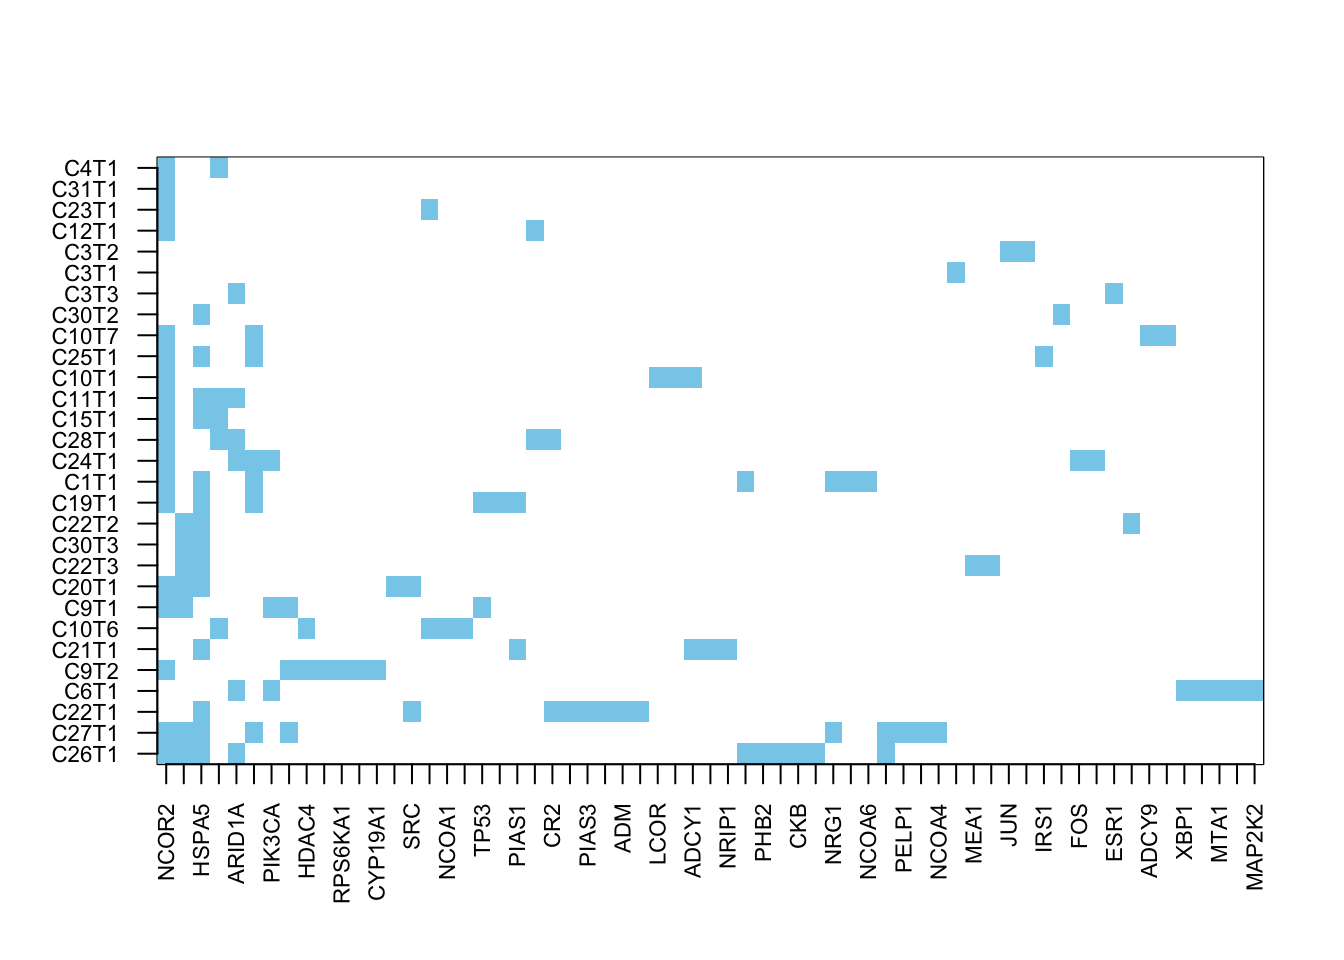 C4T1
C31T1
C23T1
C12T1
C3T2
C3T1
C3T3
C30T2
C10T7
C25T1
C10T1
C11T1
C15T1
C28T1
C24T1
C1T1
C19T1
C22T2
C30T3
C22T3
C20T1
C9T1
C10T6
C21T1
C9T2
C6T1
C22T1
C27T1
C26T1
NCOR2
HSPA5
ARID1A
PIK3CA
HDAC4
RPS6KA1
CYP19A1
SRC
NCOA1
TP53
PIAS1
CR2
PIAS3
ADM
LCOR
ADCY1
NRIP1
PHB2
CKB
NRG1
NCOA6
PELP1
NCOA4
MEA1
JUN
IRS1
FOS
ESR1
ADCY9
XBP1
MTA1
MAP2K2